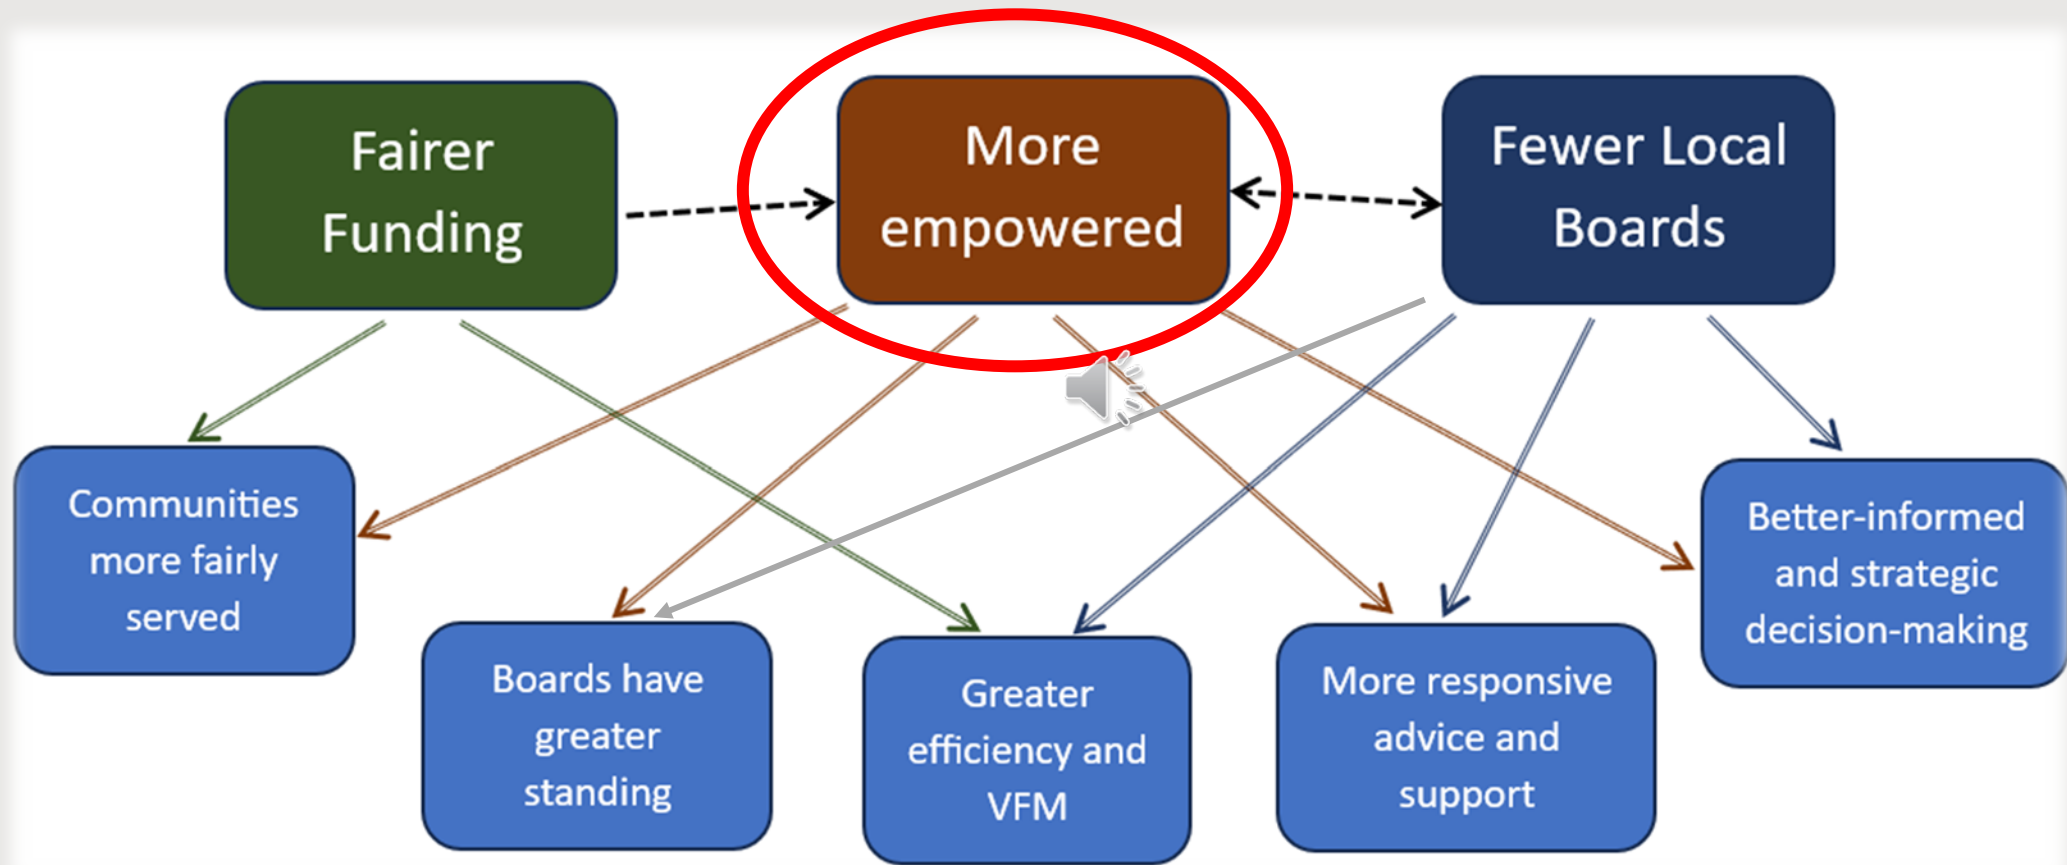 Fairer
Funding
More
empowered
Fewer Local
Boards
Communities
more fairly
served
Boards have
greater
standing
Greater
efficiency and
VFM
More responsive
advice and
support
Better-informed
and strategic
decision-making